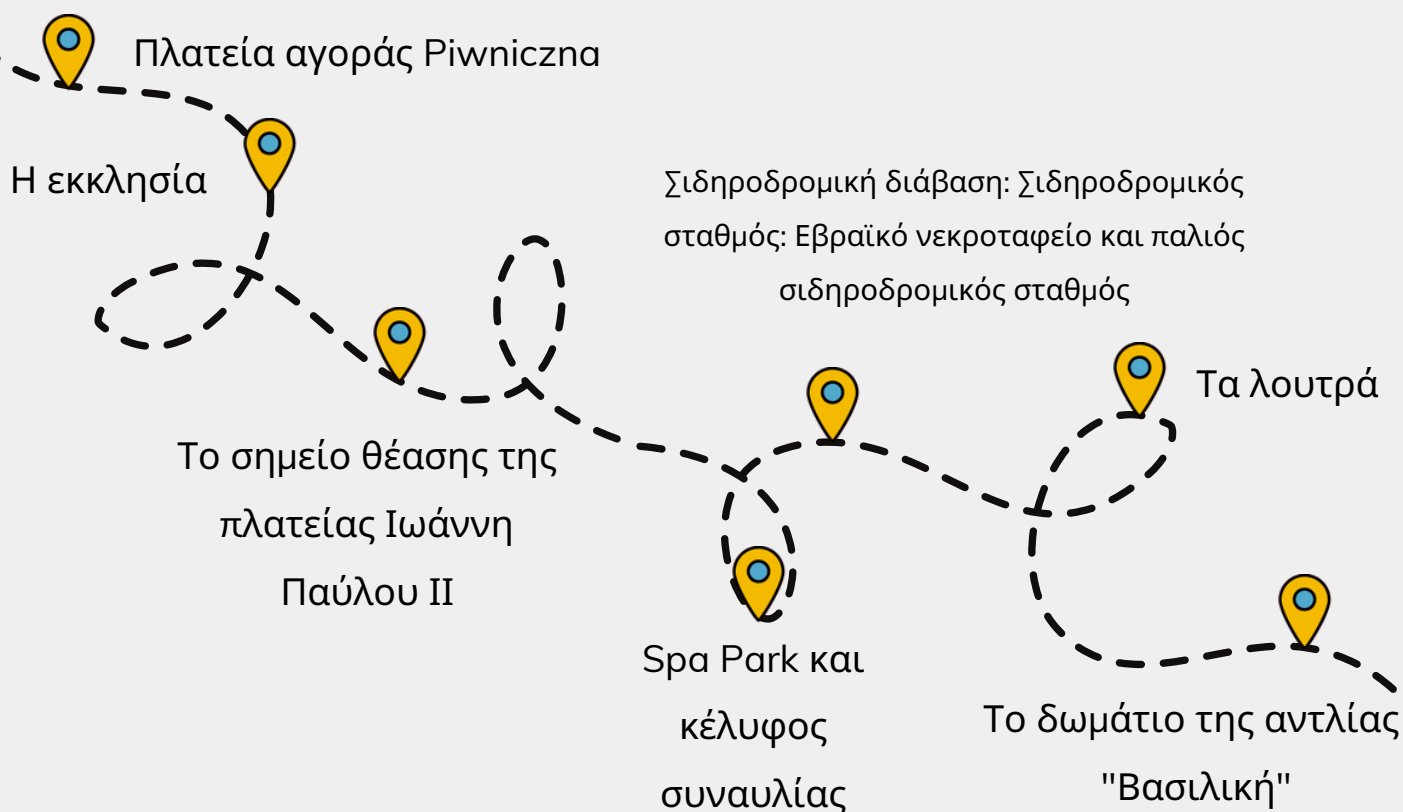 Πλατεία αγοράς Piwniczna
Η εκκλησία
Σιδηροδρομική διάβαση: Σιδηροδρομικός
σταθμός: Εβραϊκό νεκροταφείο και παλιός
σιδηροδρομικός σταθμός
Τα λουτρά
Το σημείο θέασης της
πλατείας Ιωάννη
Παύλου ΙΙ
Spa Park και
κέλυφος
συναυλίας
Το δωμάτιο της αντλίας
"Βασιλική"